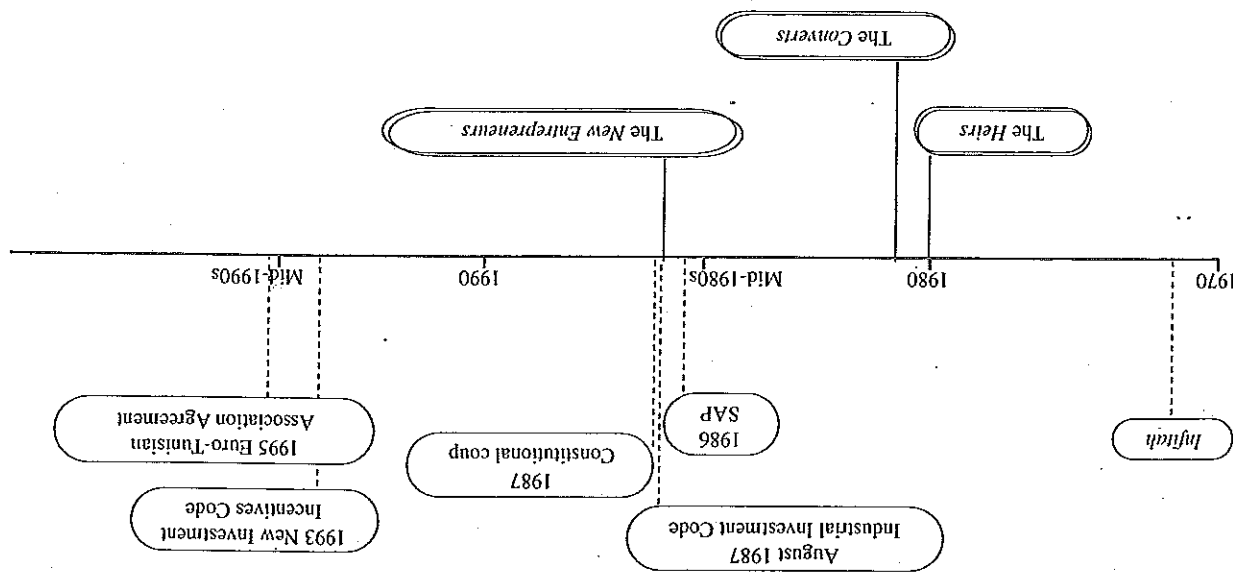 August 1987
Industrial Investment Code
1993 New Investment
Incentives Code
1987
Constitutional coup
Infitah
1986
SAP
1995 Euro-Tunisian
Association Agreement
1970
1980
Mid-1980s
1990
Mid-1990s
The Heirs
The New Entrepreneurs
The Converts